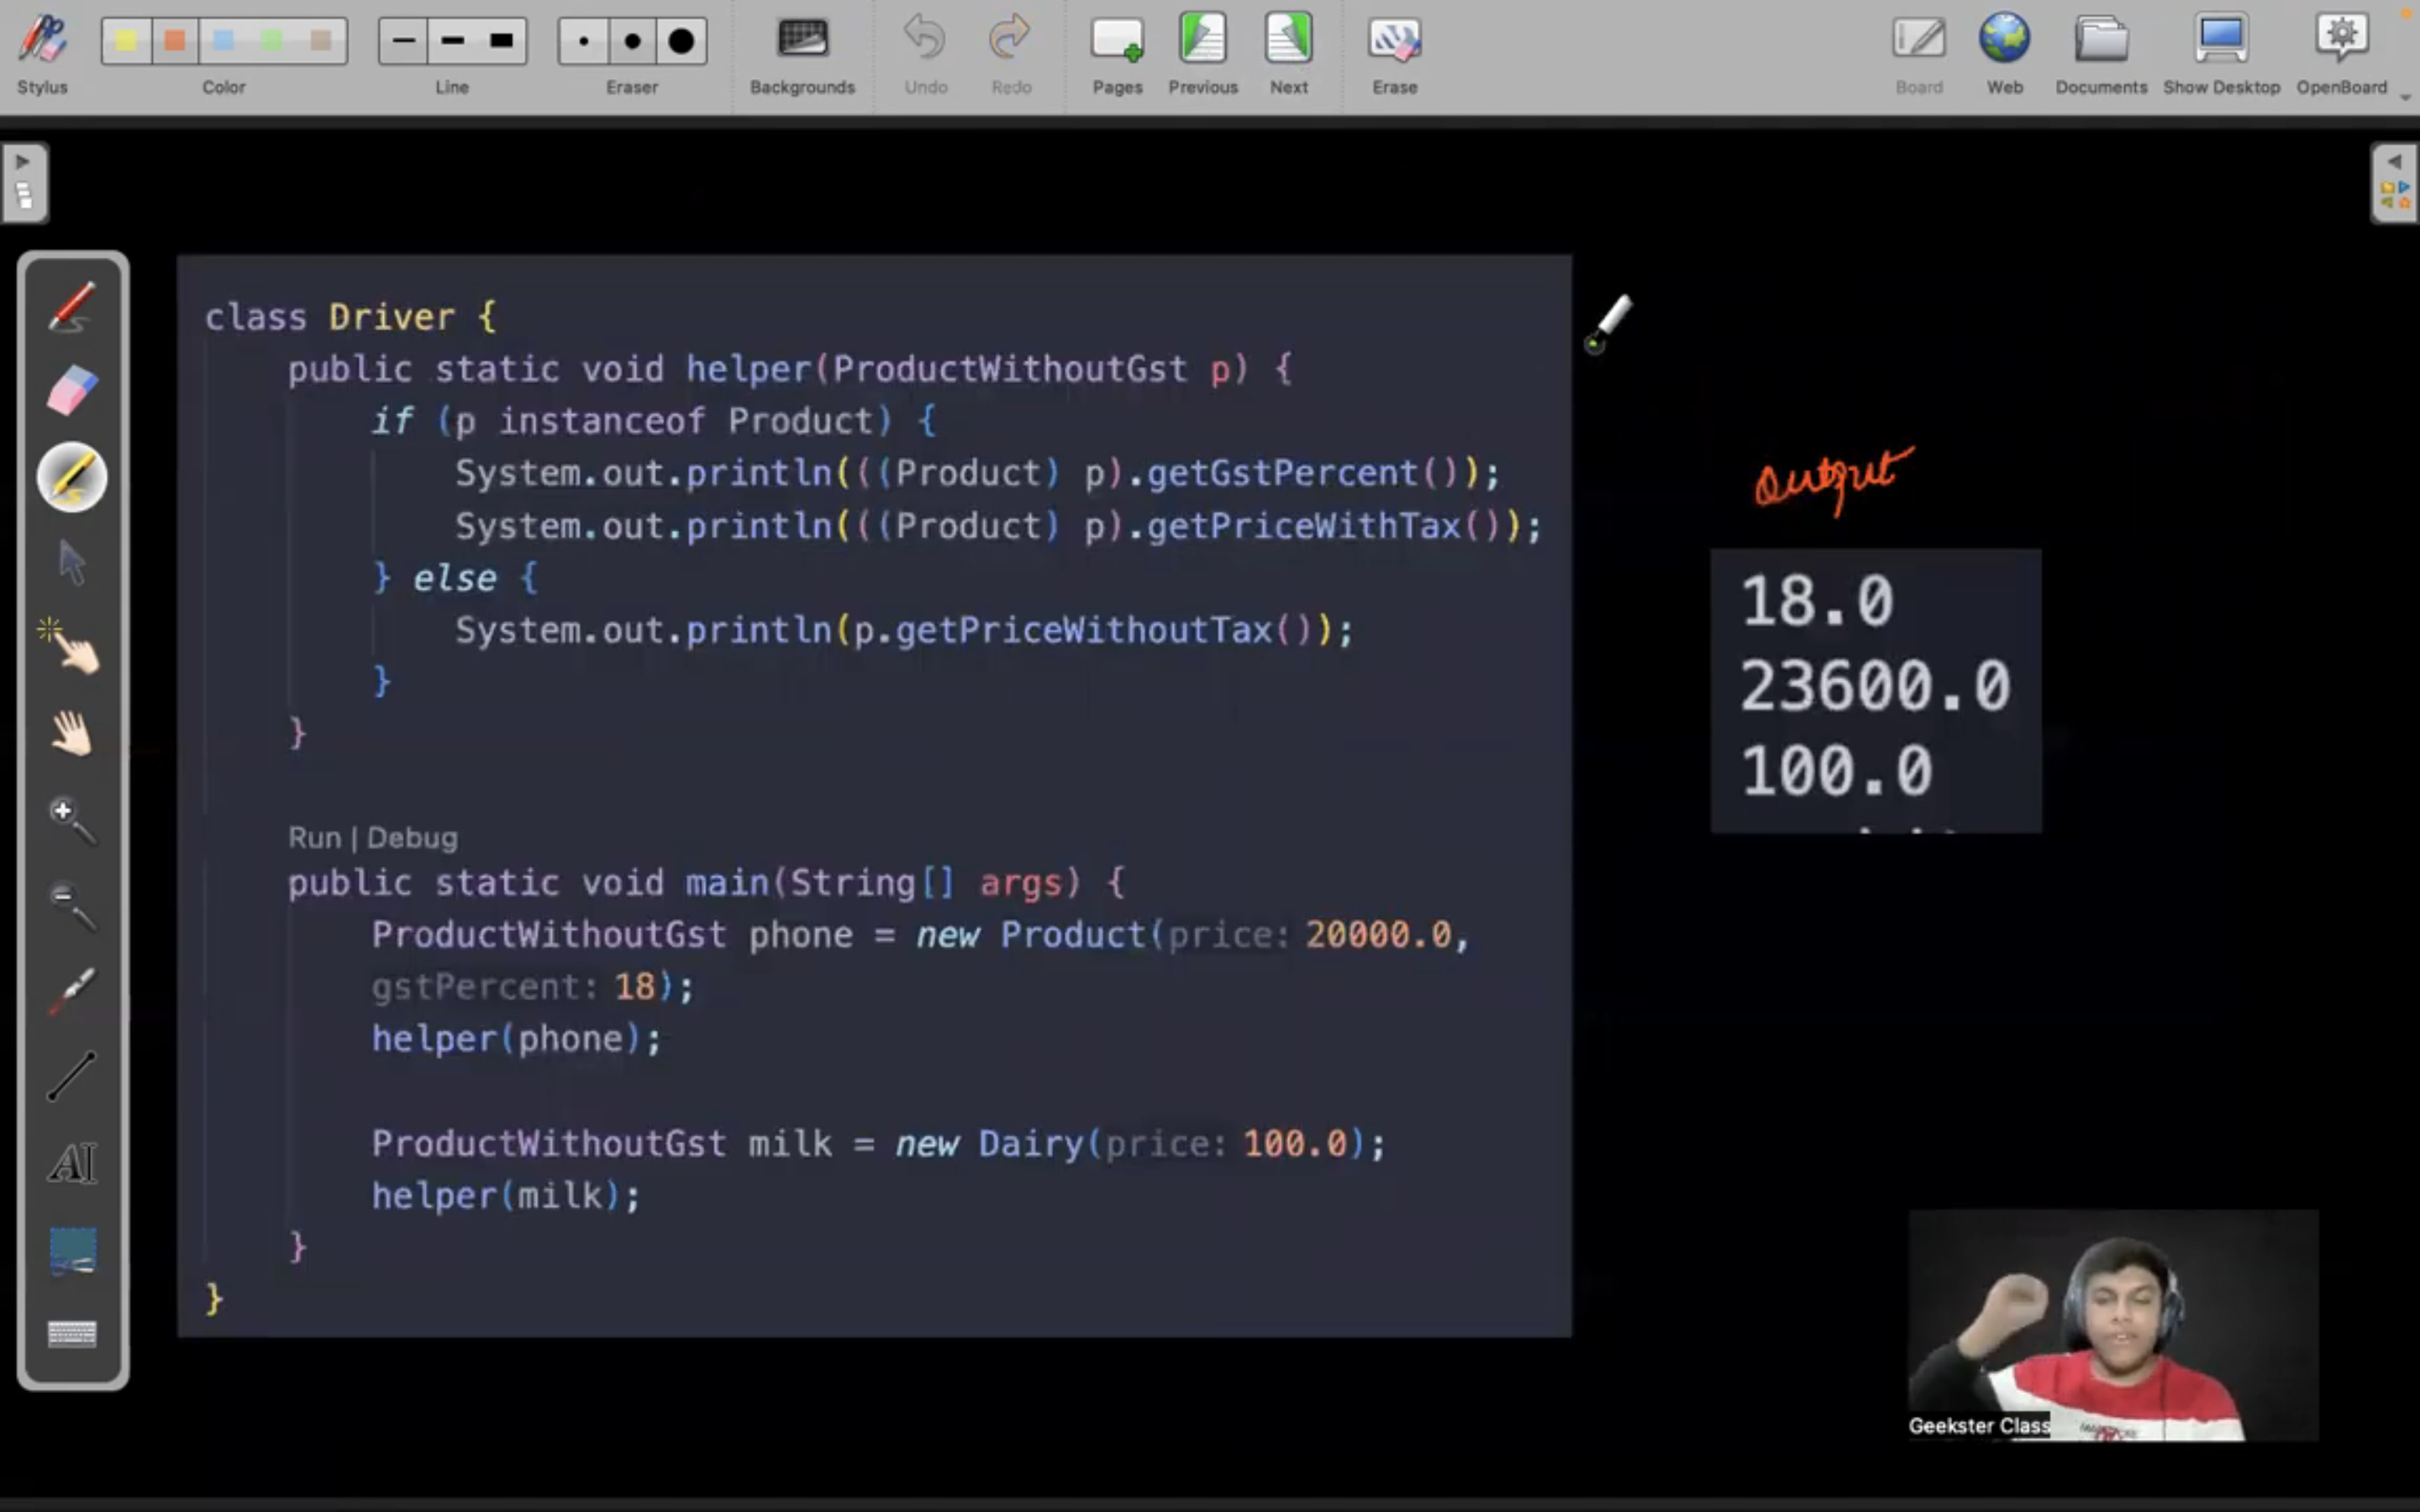 Stylus
Color
Line
Eraser
Backgrounds
Undo
Redo
Pages
Previous
Next
Erase
Board
Web
Documents
Show Desktop
OpenBoard
class Driver {
public static void helper(ProductWithoutGst p) {
if (p instanceof Product) {
System.out.println(((Product) p).getGstPercent());
System.out.println(((Product) p).getPriceWithTax());
} else {
System.out.println(p.getPriceWithoutTax());
}
}
Run | Debug
public static void main(String[] args) {
ProductWithoutGst phone = new Product(price: 20000.0,
gstPercent: 18);
helper(phone);
ProductWithoutGst milk = new Dairy(price: 100.0);
helper(milk);
}
}
output
18.0
23600.0
100.0
AI
Geekster Class